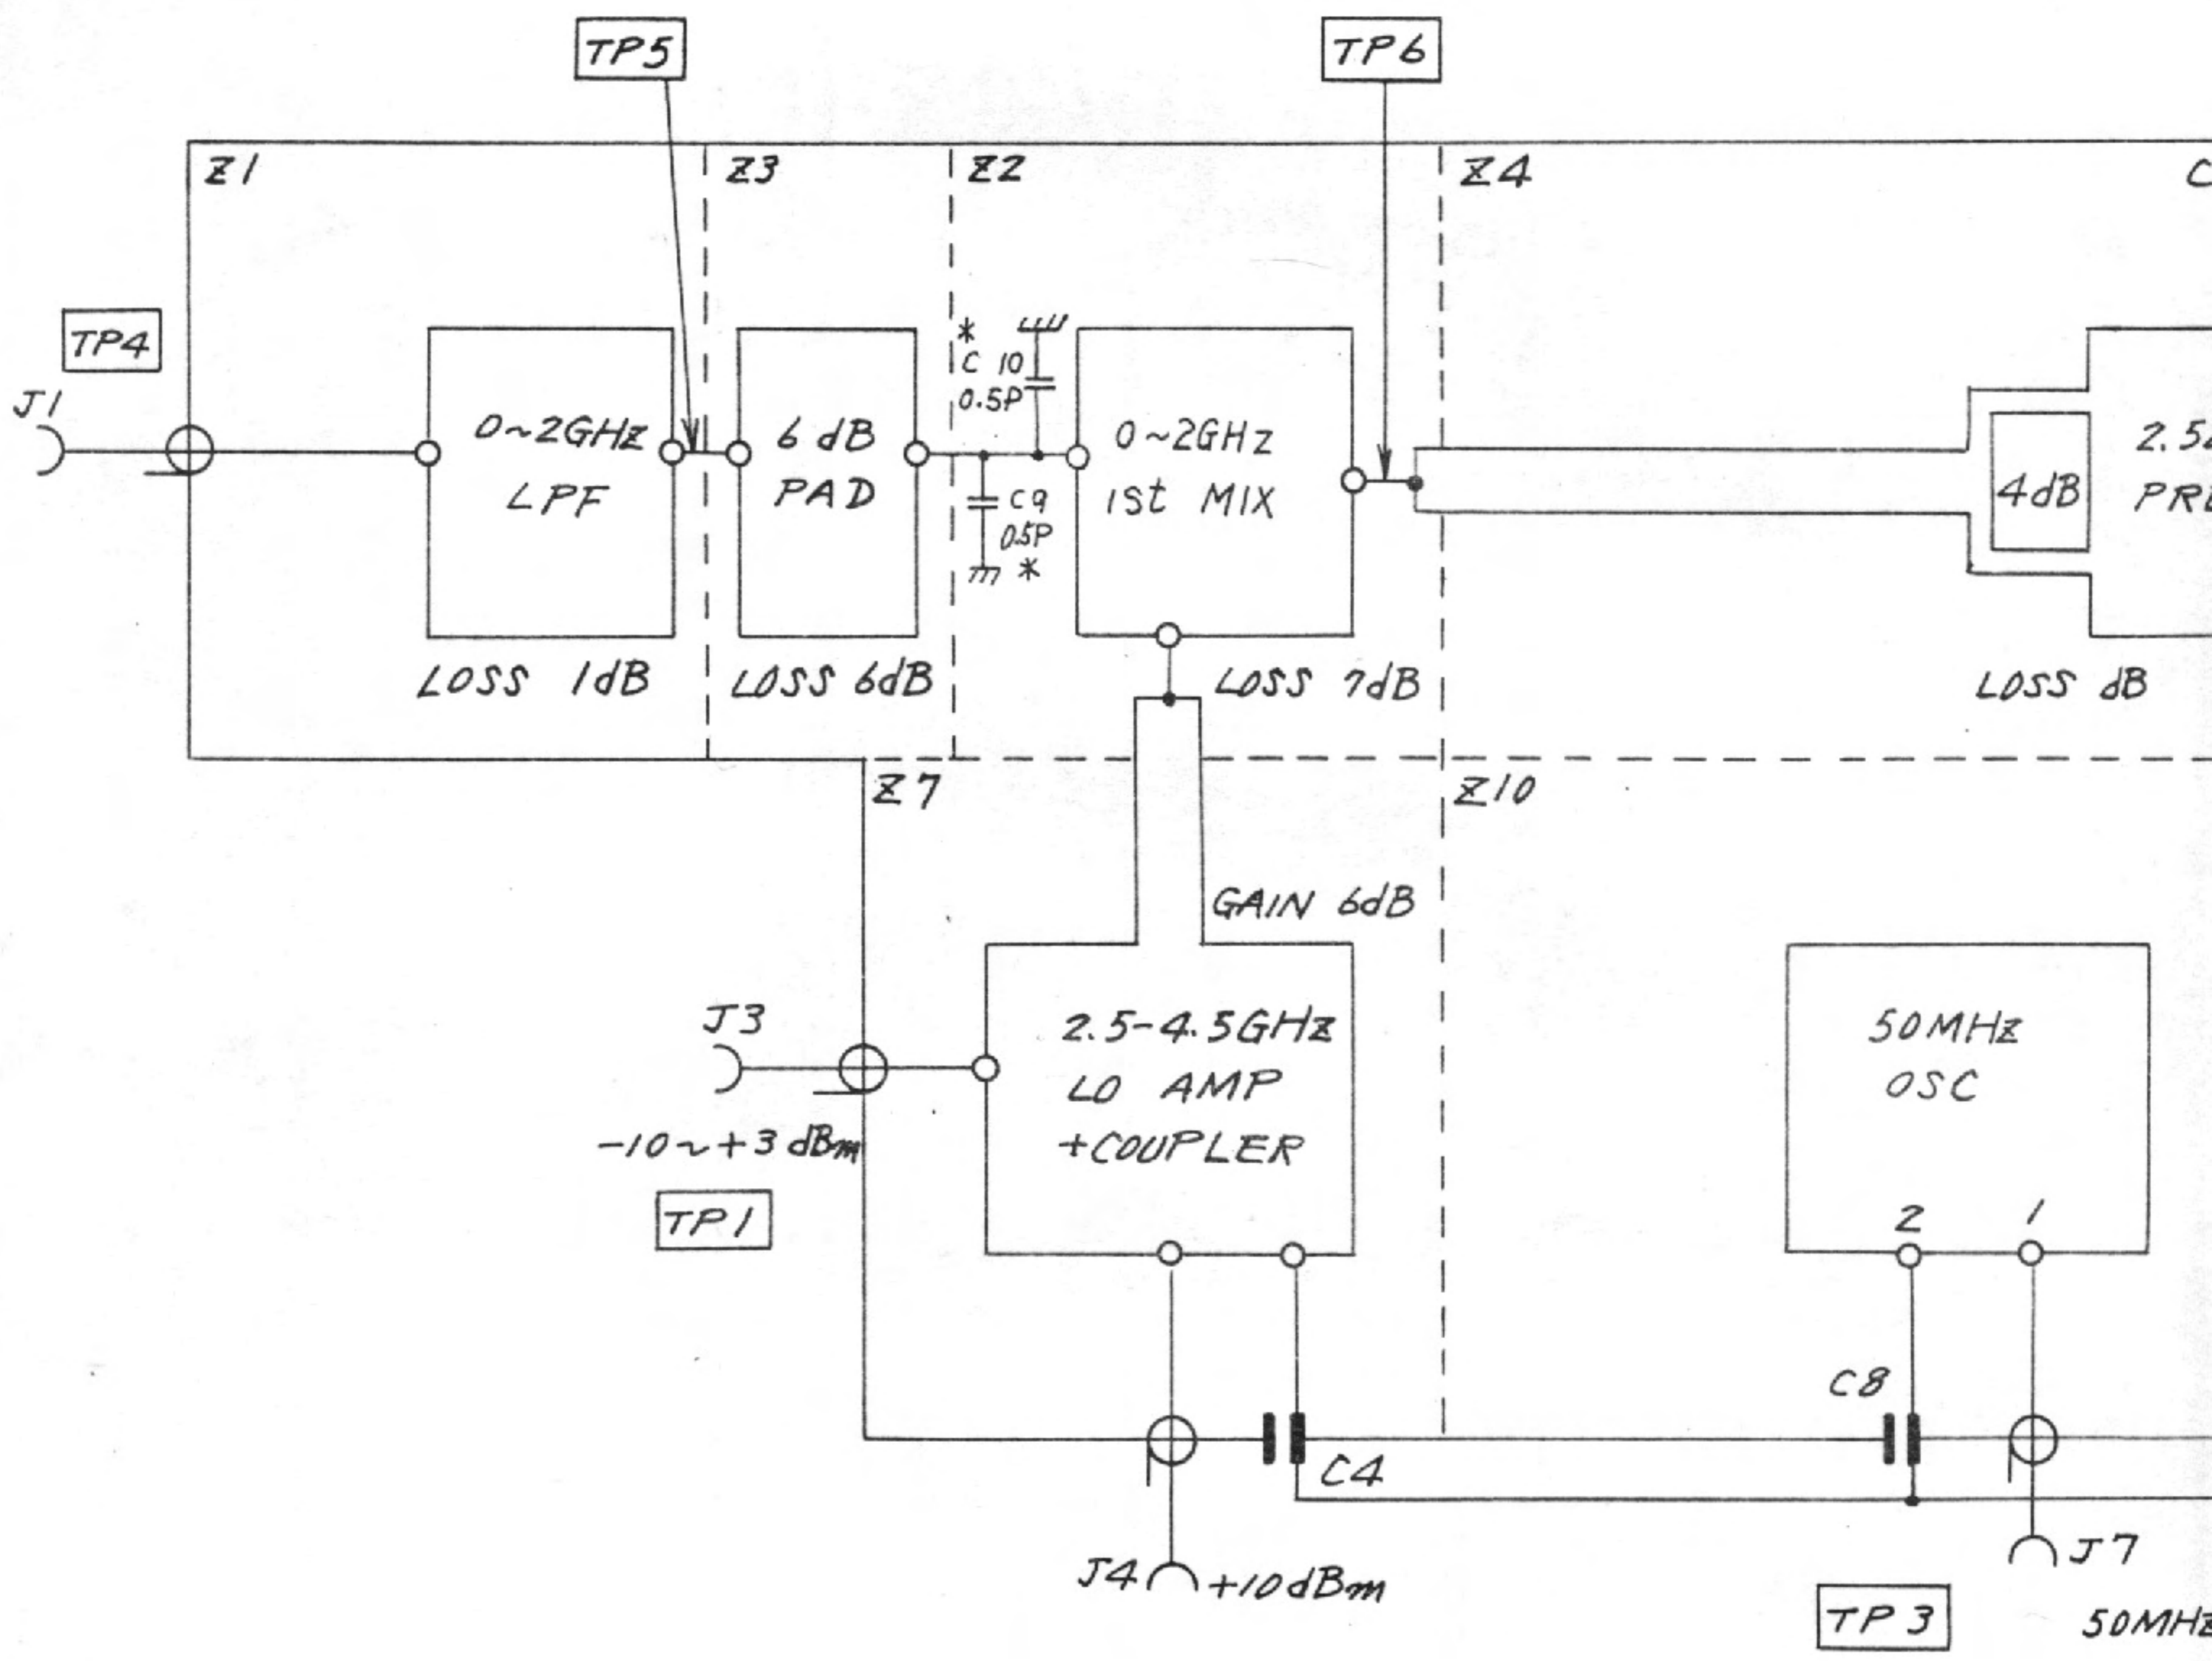 TP5
TP6
Z1
Z3
Z2
Z4
C
TP4
J1
0~2GHz
LPF
6 dB
PAD
*
C 10
0.5P
C9
0.5P
*
0~2GHz
1st MIX
4dB
LOSS 1dB
LOSS 6dB
LOSS 7dB
LOSS dB
Z7
Z10
GAIN 6dB
J3
-10~+3 dBm
TP1
2.5-4.5GHz
LO AMP
+COUPLER
50MHz
OSC
2 1
C8
C4
J4
+10dBm
J7
TP3
50MHz